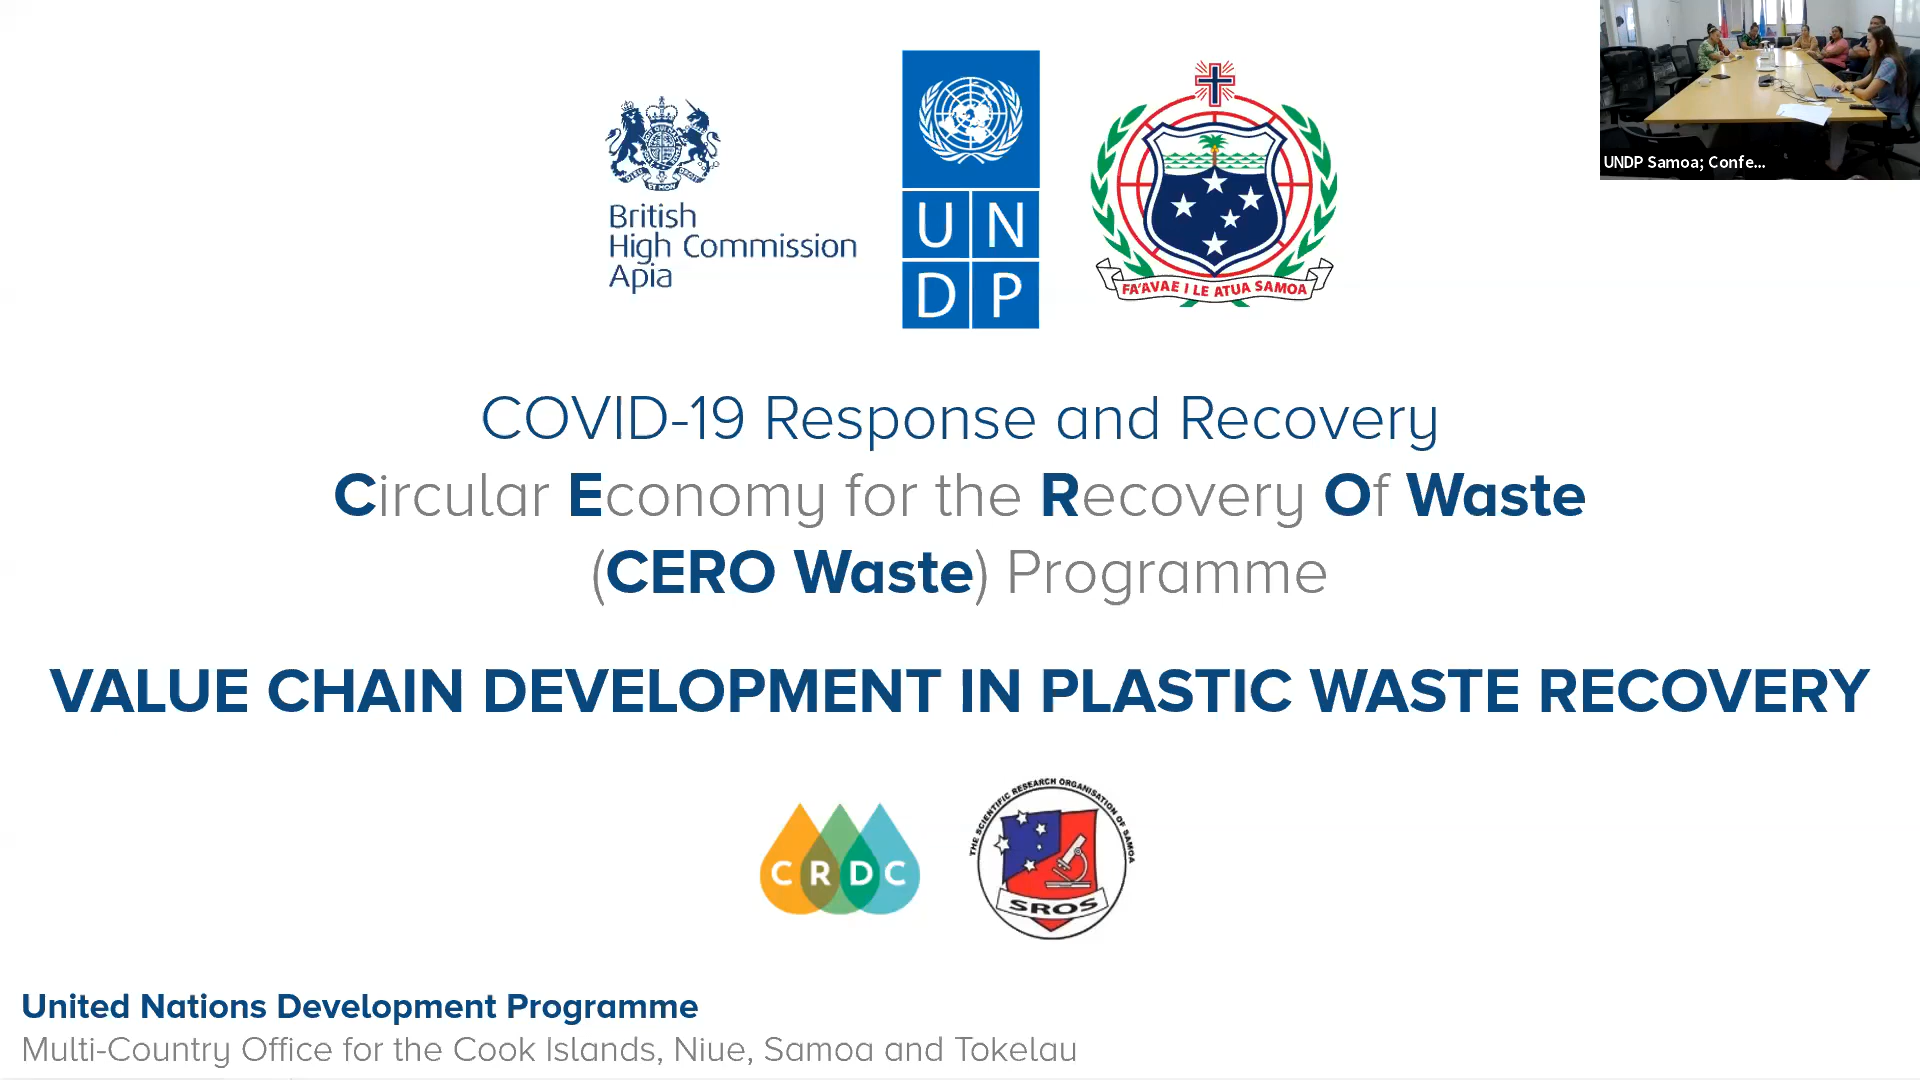 UNDP Samoa; Confe...
British
High Commission
Apia
U N
D P
FA'AVAE I LE ATUA SAMOA
COVID-19 Response and Recovery
Circular Economy for the Recovery Of Waste
(CERO Waste) Programme
VALUE CHAIN DEVELOPMENT IN PLASTIC WASTE RECOVERY
CRDC
THE SCIENTIFIC RESEARCH ORGANISATION OF SAMOA
SROS
United Nations Development Programme
Multi-Country Office for the Cook Islands, Niue, Samoa and Tokelau